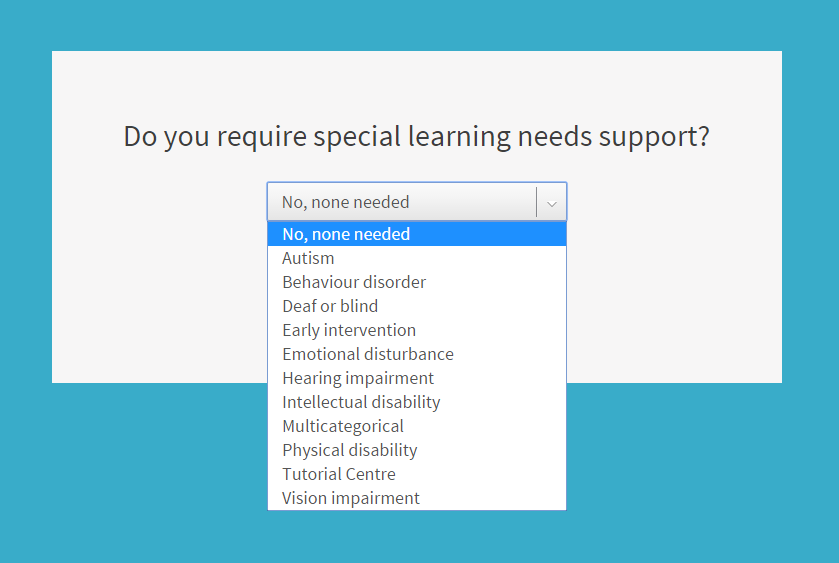 Do you require special learning needs support?
No, none needed
No, none needed
Autism
Behaviour disorder
Deaf or blind
Early intervention
Emotional disturbance
Hearing impairment
Intellectual disability
Multicategorical
Physical disability
Tutorial Centre
Vision impairment